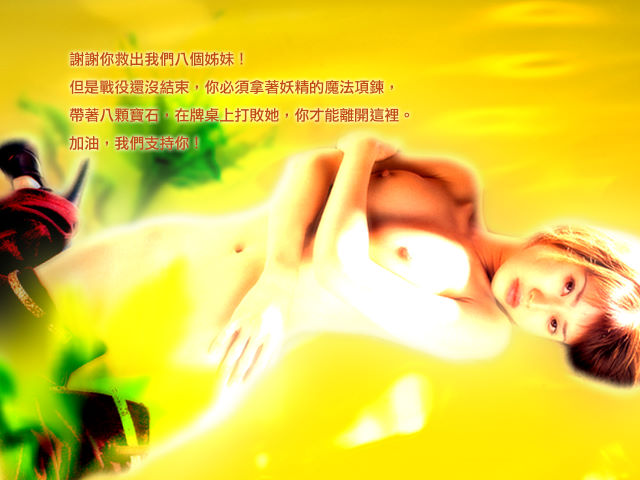 謝謝你救出我們八個姊妹！
但是戰役還沒結束，你必須拿著妖精的魔法項鍊，
帶著八顆寶石，在牌桌上打敗她，你才能離開這裡。
加油，我們支持你！